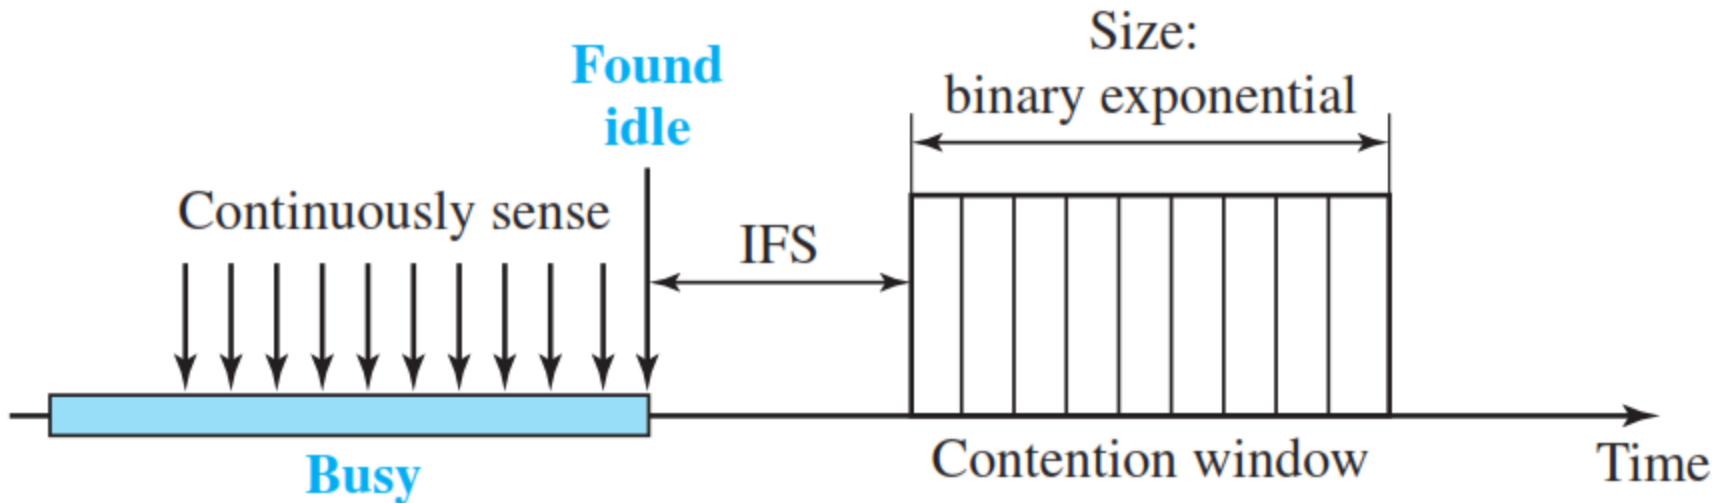 Size:
binary exponential
Found
idle
Continuously sense
IFS
Busy
Contention window
Time